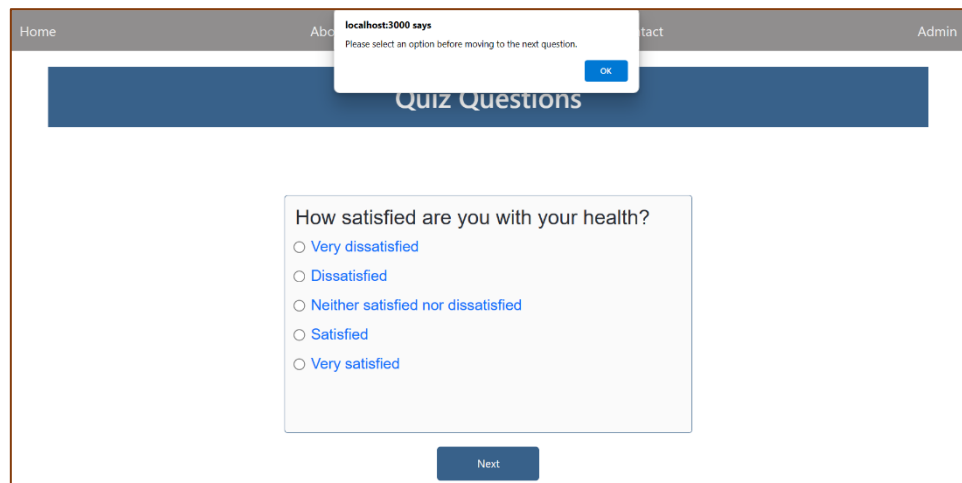 Home
localhost:3000 says
Admin
Please select an option before moving to the next question.
OK
Quiz Questions
How satisfied are you with your health?
Very dissatisfied
Dissatisfied
Neither satisfied nor dissatisfied
Satisfied
Very satisfied
Next